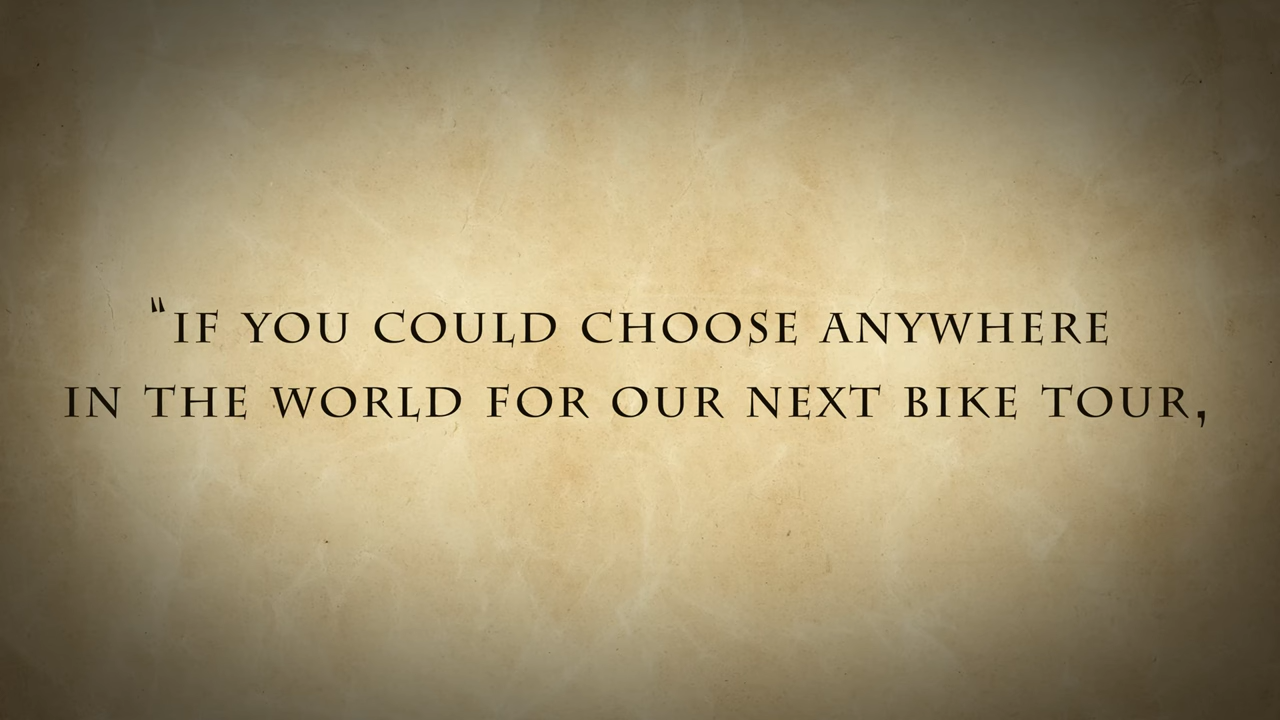 “IF YOU COULD CHOOSE ANYWHERE
IN THE WORLD FOR OUR NEXT BIKE TOUR,